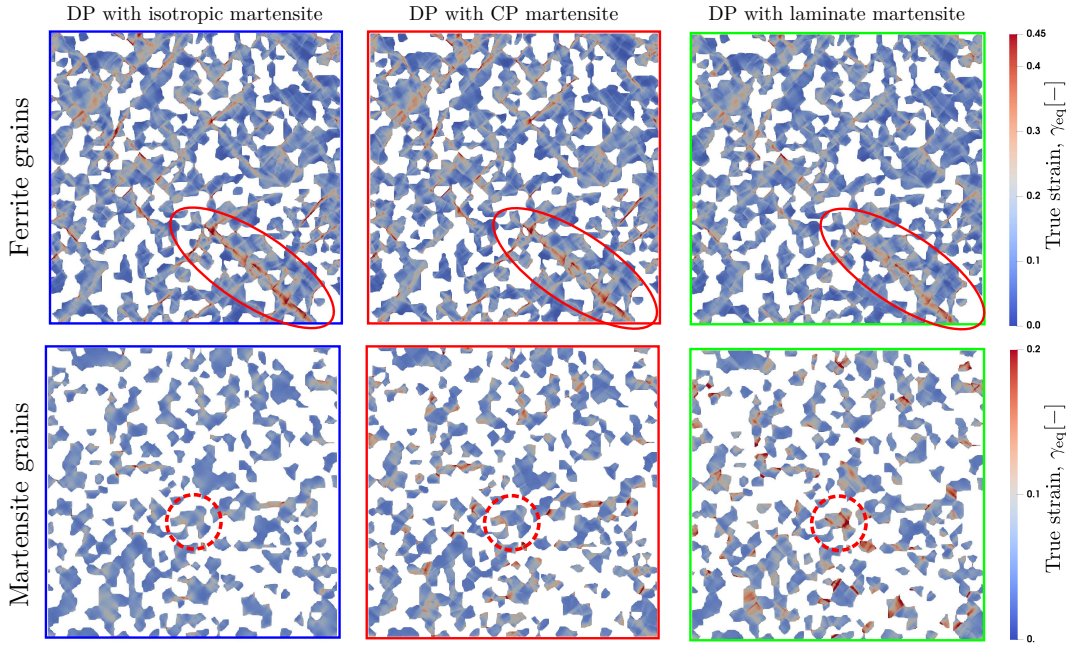 DP with isotropic martensite
DP with CP martensite
DP with laminate martensite
Ferrite grains
0.45
0.4
0.3
0.2
0.1
0.0
True strain, γeq[−]
Martensite grains
0.2
0.1
0.
True strain, γeq[−]